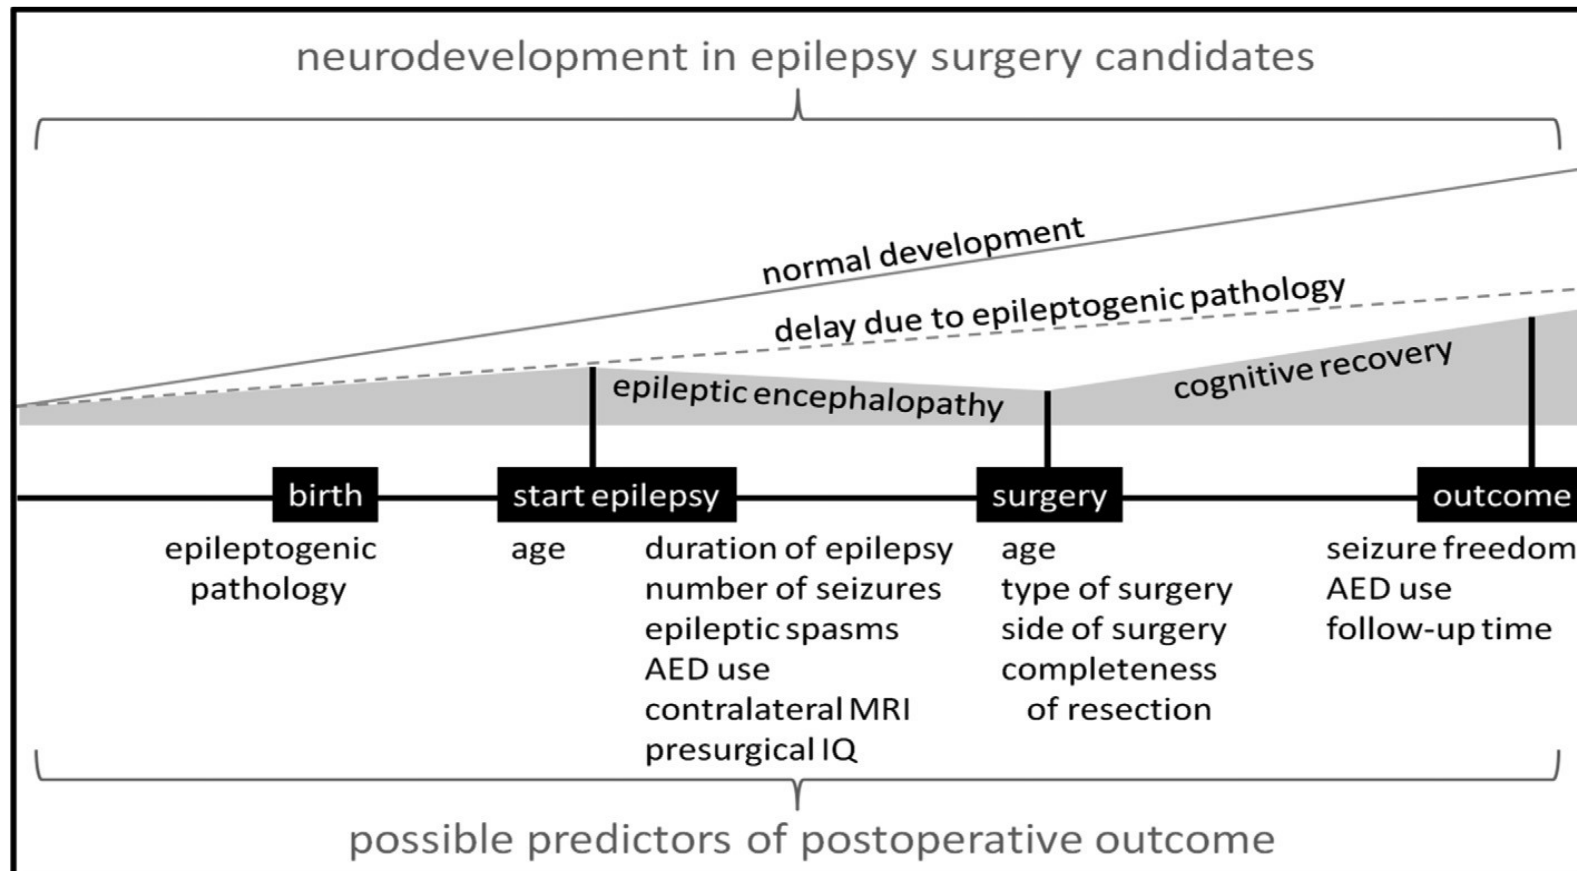 neurodevelopment in epilepsy surgery candidates
normal development
delay due to epileptogenic pathology
epileptic encephalopathy
cognitive recovery
birth
start epilepsy
surgery
outcome
epileptogenic
pathology
age
duration of epilepsy
number of seizures
epileptic spasms
AED use
contralateral MRI
presurgical IQ
age
type of surgery
side of surgery
completeness
of resection
seizure freedom
AED use
follow-up time
possible predictors of postoperative outcome